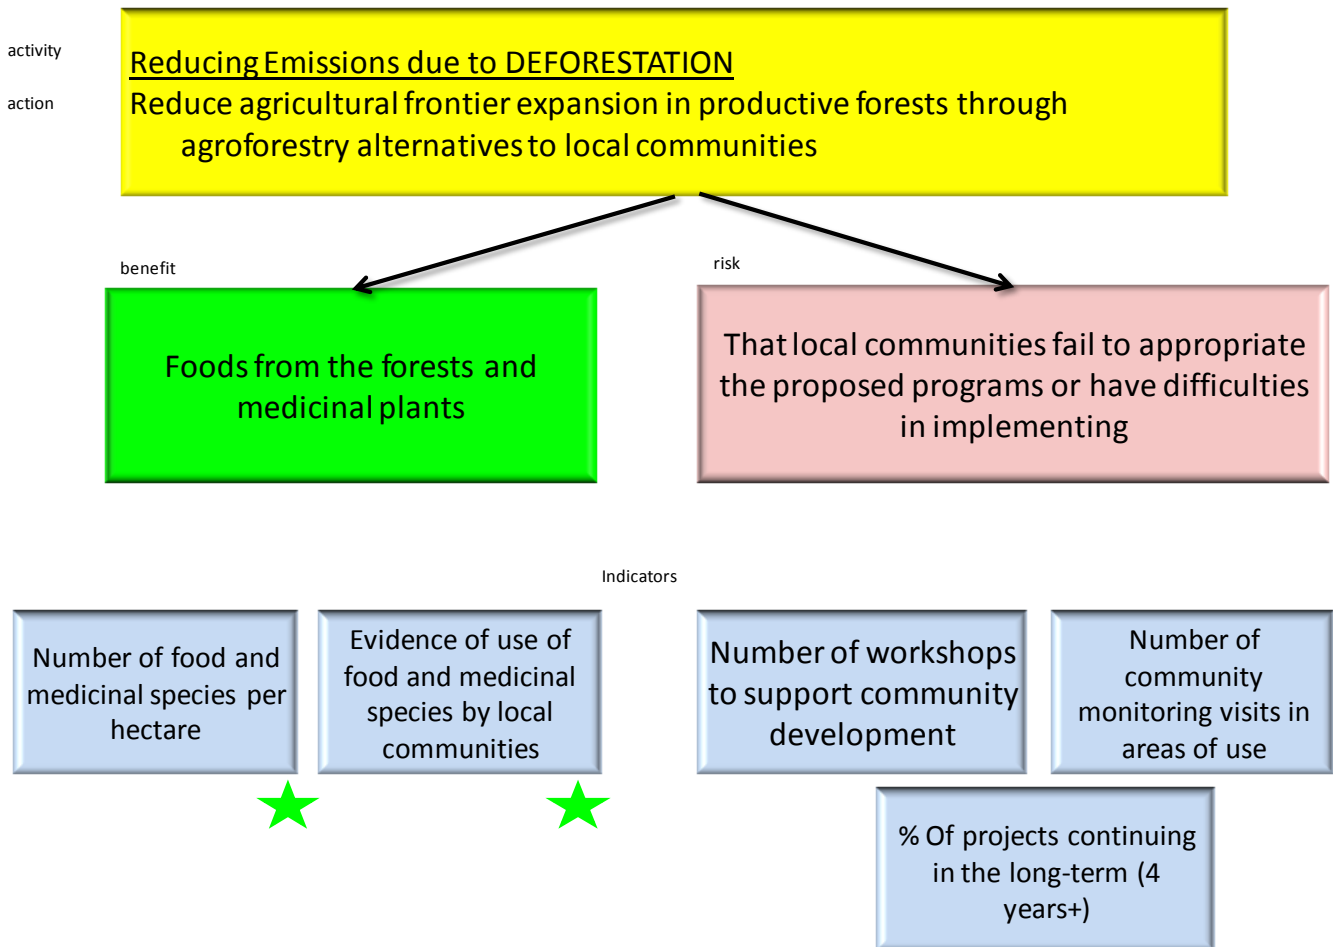 activity
Reducing Emissions due to DEFORESTATION
action
Reduce agricultural frontier expansion in productive forests through
agroforestry alternatives to local communities
benefit
risk
Foods from the forests and
medicinal plants
That local communities fail to appropriate
the proposed programs or have difficulties
in implementing
Indicators
Number of food and
medicinal species per
hectare
Evidence of use of
food and medicinal
species by local
communities
Number of workshops
to support community
development
Number of
community
monitoring visits in
areas of use
% Of projects continuing
in the long-term (4
years+)